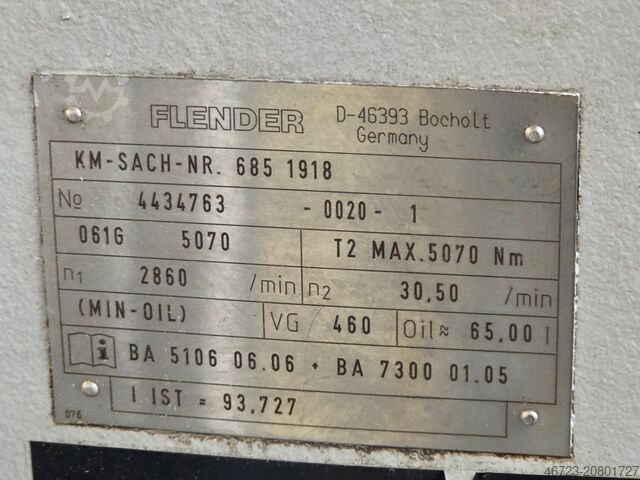 FLENDER D-46393 Bocholt
Germany
KM-SACH-NR. 685 1918
No 4434763 - 0020 - 1
061G 5070 T2 MAX.5070 Nm
n1 2860 /min n2 30,50 /min
(MIN-OIL) VG 460 Oil≈ 65,00 l
i BA 5106 06.06 + BA 7300 01.05
I IST = 93,727
076
46723-20801727